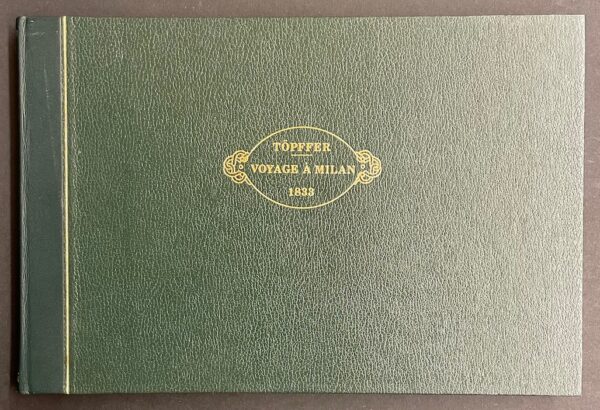 TÖPFFER
VOYAGE À MILAN
1833